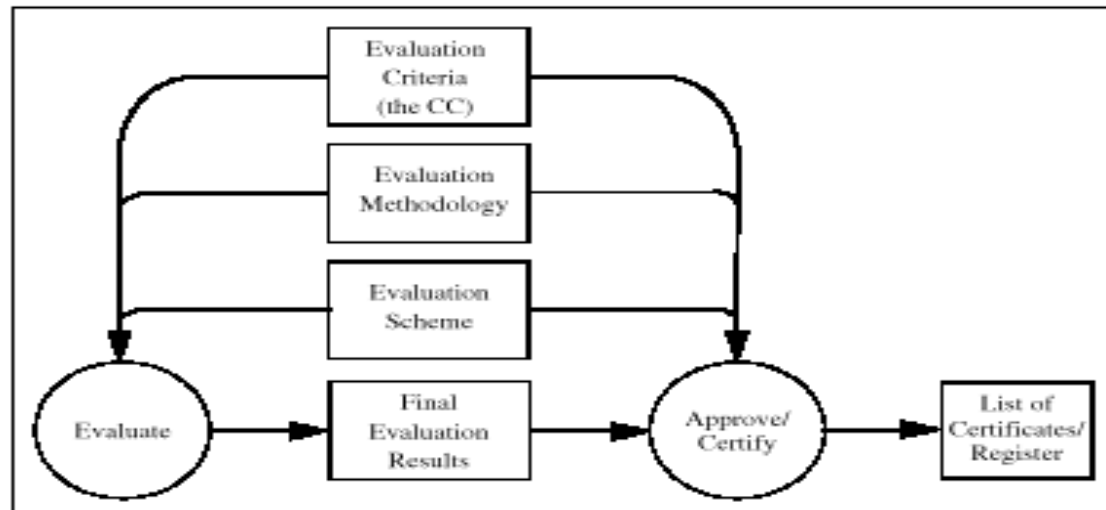 Evaluation
Criteria
(the CC)
Evaluation
Methodology
Evaluation
Scheme
Evaluate
Final
Evaluation
Results
Approve/
Certify
List of
Certificates/
Register